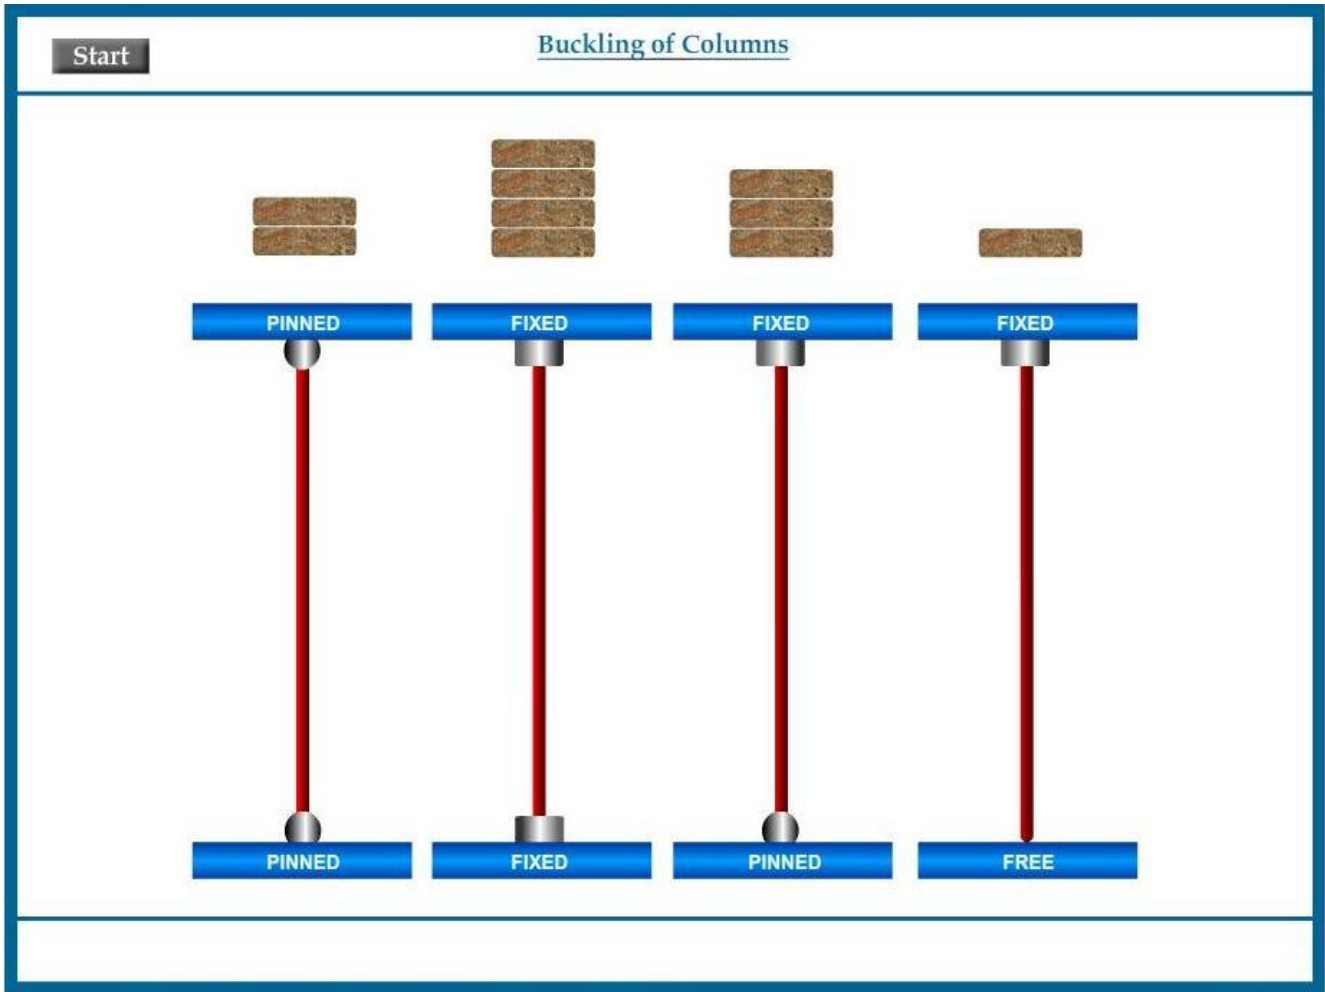 Start
Buckling of Columns
PINNED
FIXED
FIXED
FIXED
PINNED
FIXED
PINNED
FREE